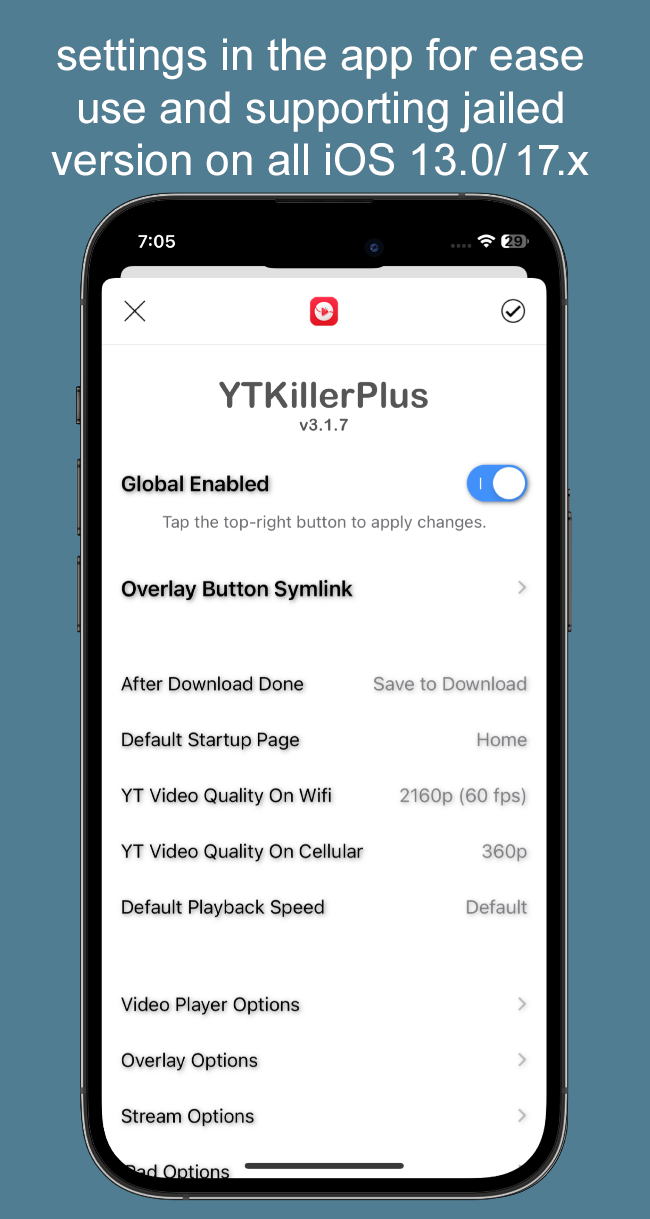 settings in the app for ease
use and supporting jailed
version on all iOS 13.0/ 17.x
7:05
29
YTKillerPlus
v3.1.7
Global Enabled
Tap the top-right button to apply changes.
Overlay Button Symlink
After Download Done Save to Download
Default Startup Page Home
YT Video Quality On Wifi 2160p (60 fps)
YT Video Quality On Cellular 360p
Default Playback Speed Default
Video Player Options
Overlay Options
Stream Options
iPad Options